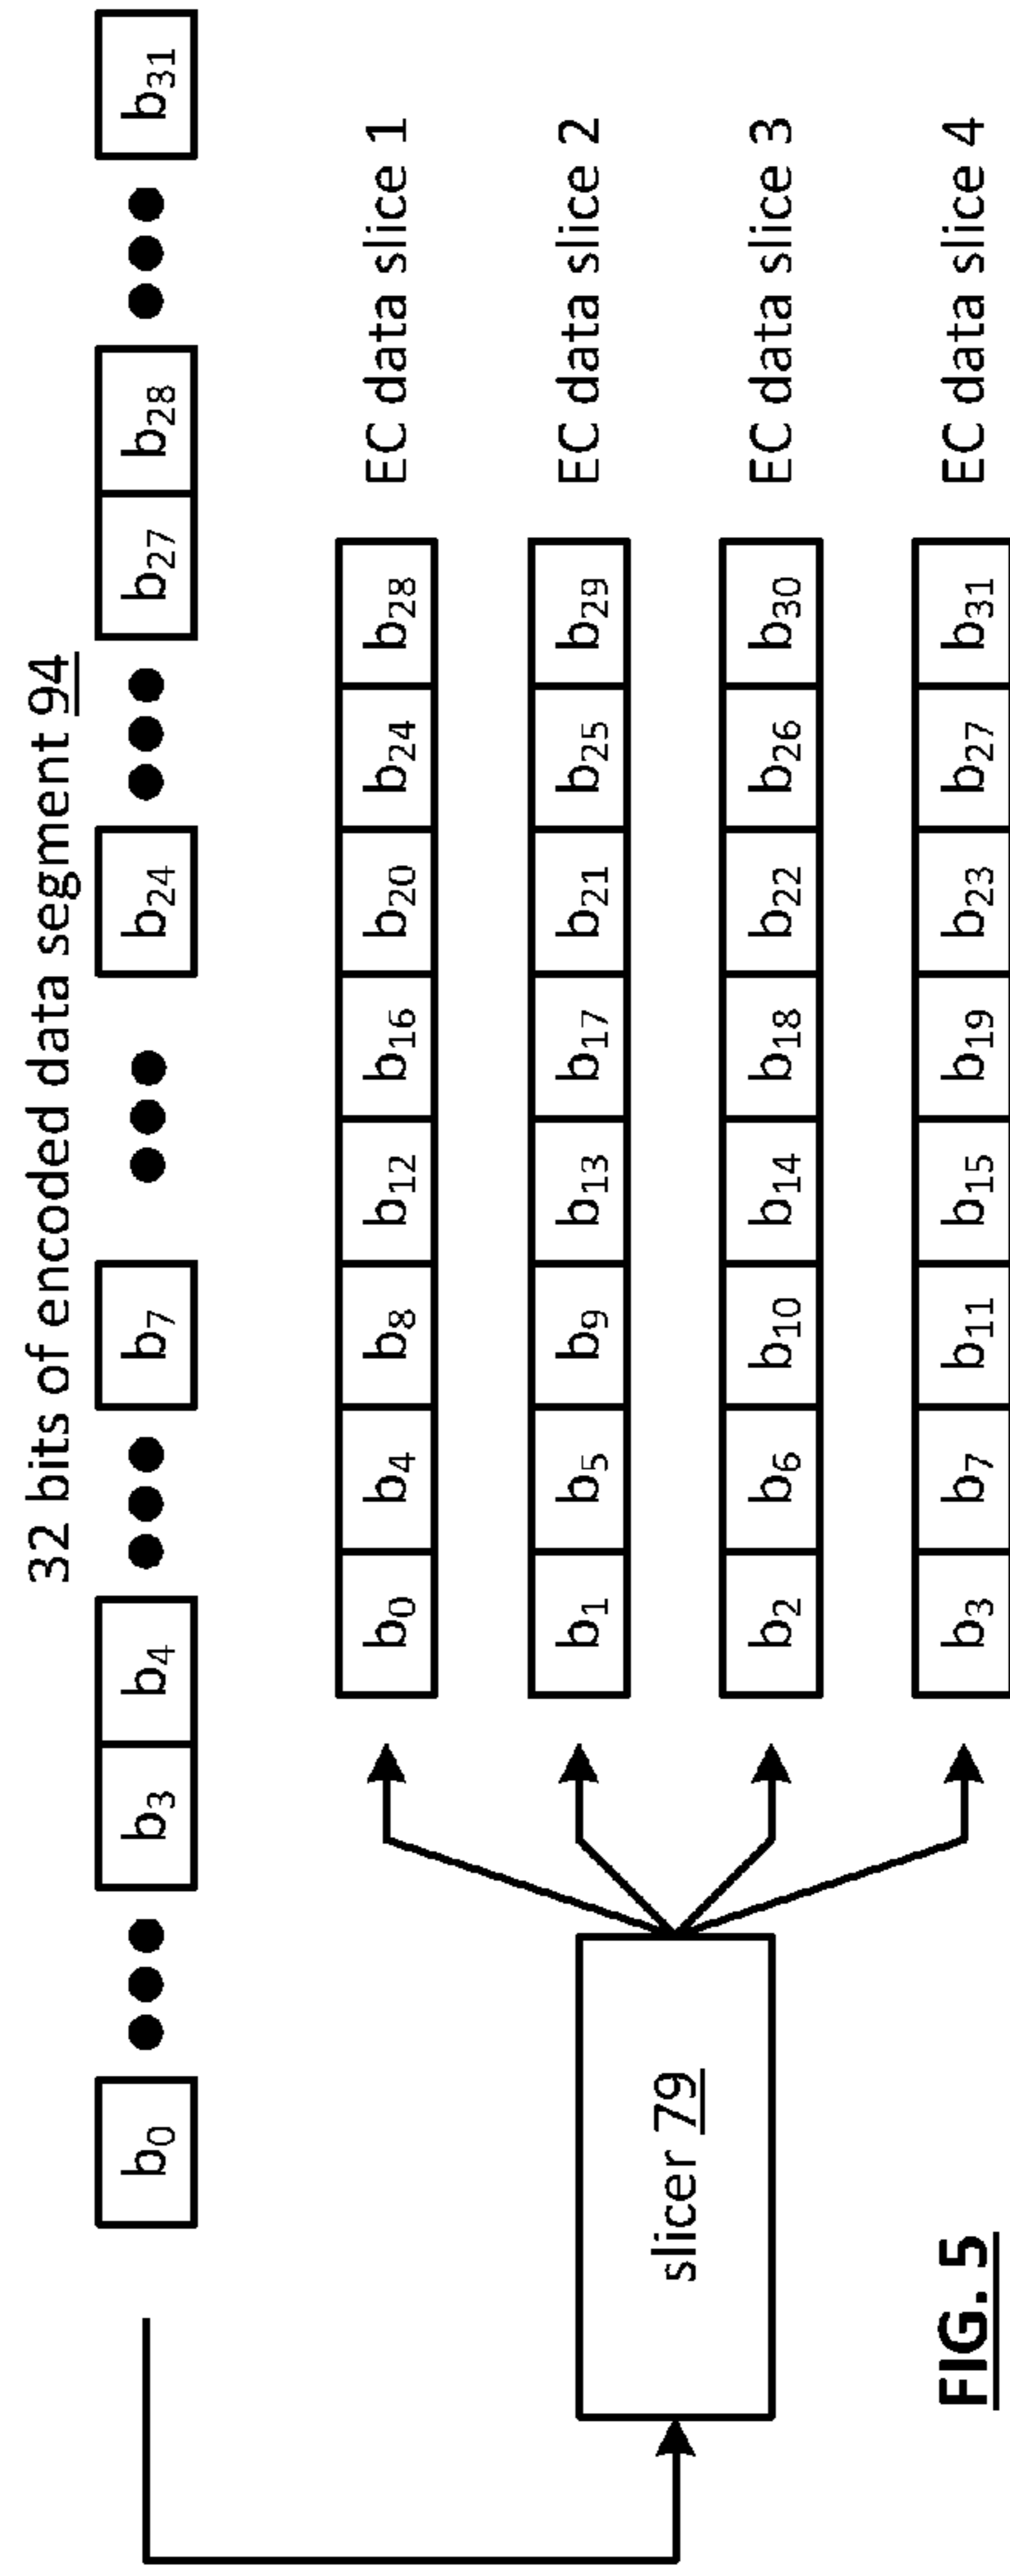 32 bits of encoded data segment 94
b0 b3 b4 b7 b24 b27 b28 b31
b0 b4 b8 b12 b16 b20 b24 b28 EC data slice 1
b1 b5 b9 b13 b17 b21 b25 b29 EC data slice 2
slicer 79
b2 b6 b10 b14 b18 b22 b26 b30 EC data slice 3
b3 b7 b11 b15 b19 b23 b27 b31 EC data slice 4
FIG. 5